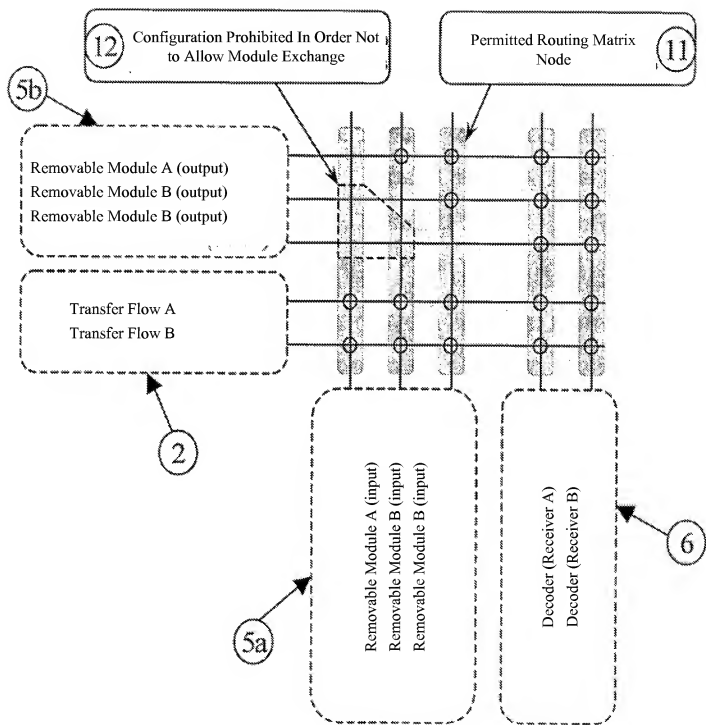 12
Configuration Prohibited In Order Not
to Allow Module Exchange
Permitted Routing Matrix
Node
11
5b
Removable Module A (output)
Removable Module B (output)
Removable Module B (output)
Transfer Flow A
Transfer Flow B
2
Removable Module A (input)
Removable Module B (input)
Removable Module B (input)
Decoder (Receiver A)
Decoder (Receiver B)
6
5a